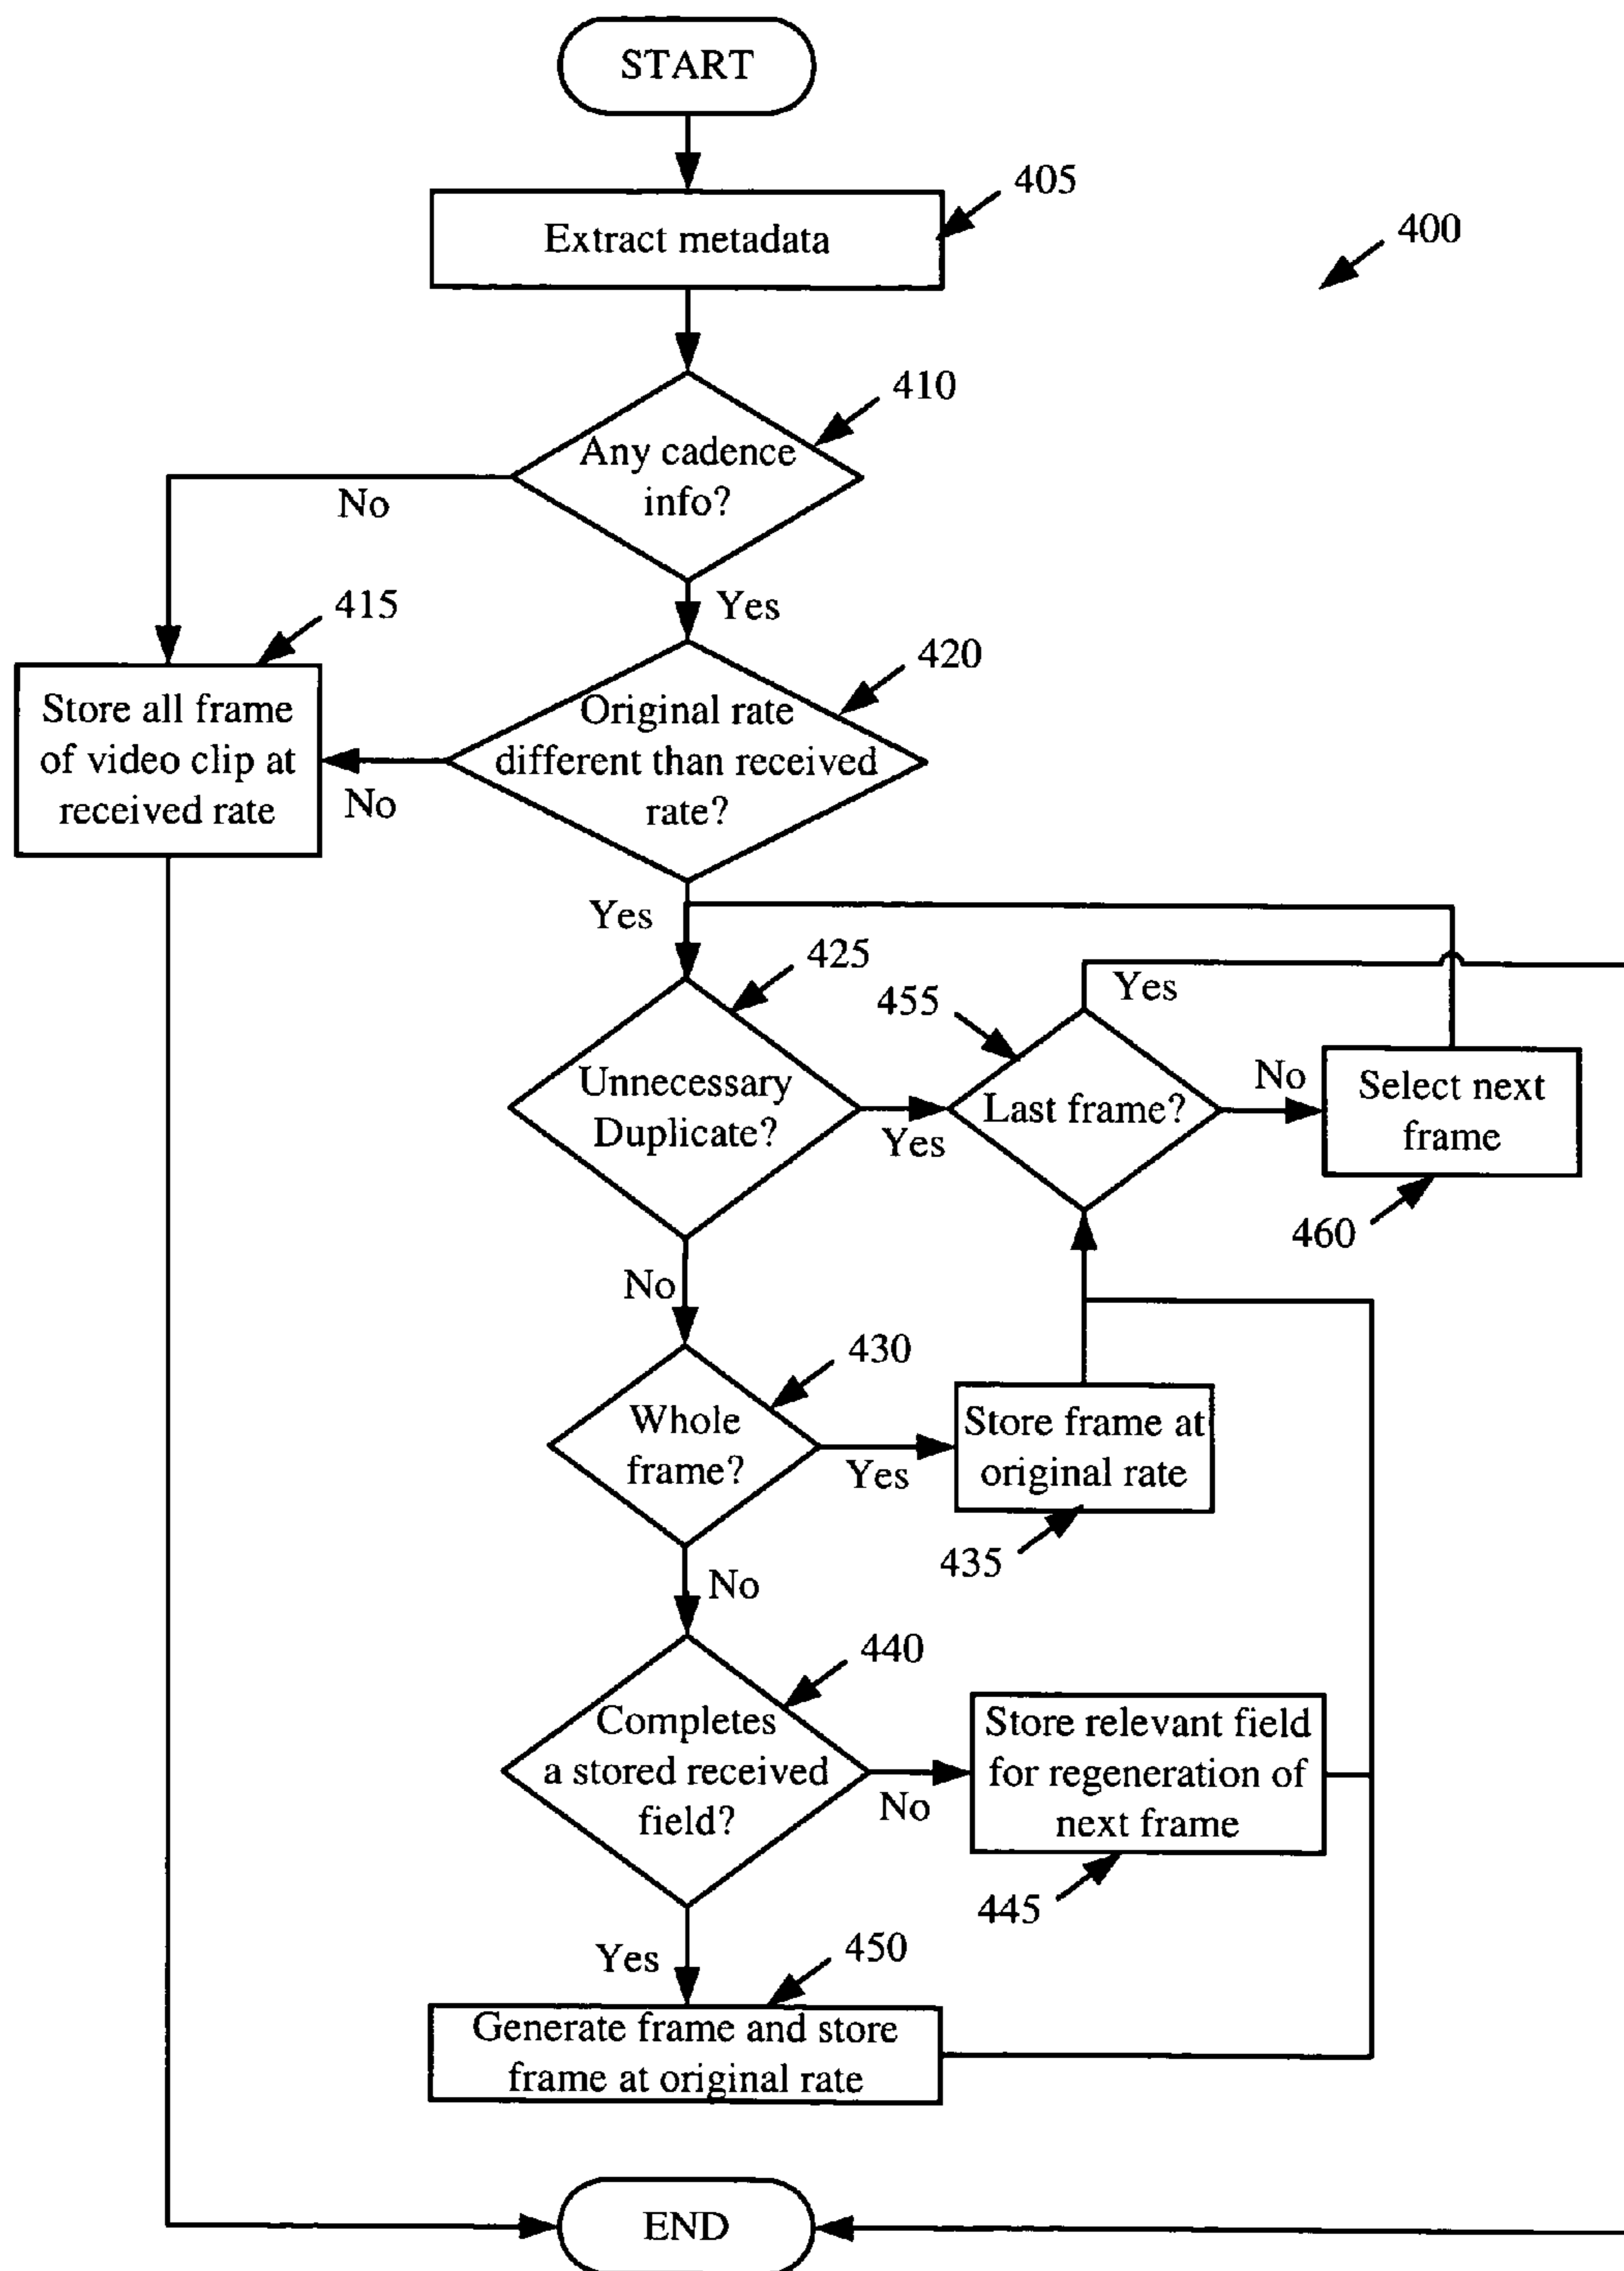 START
405
Extract metadata
400
410
Any cadence
info?
No
Yes
415
420
Store all frame
of video clip at
received rate
Original rate
different than received
rate?
No
Yes
425
455
Yes
Unnecessary
Duplicate?
Yes
Last frame?
No
Select next
frame
460
No
430
Whole
frame?
Yes
Store frame at
original rate
435
No
440
Completes
a stored received
field?
No
Store relevant field
for regeneration of
next frame
445
Yes
450
Generate frame and store
frame at original rate
END